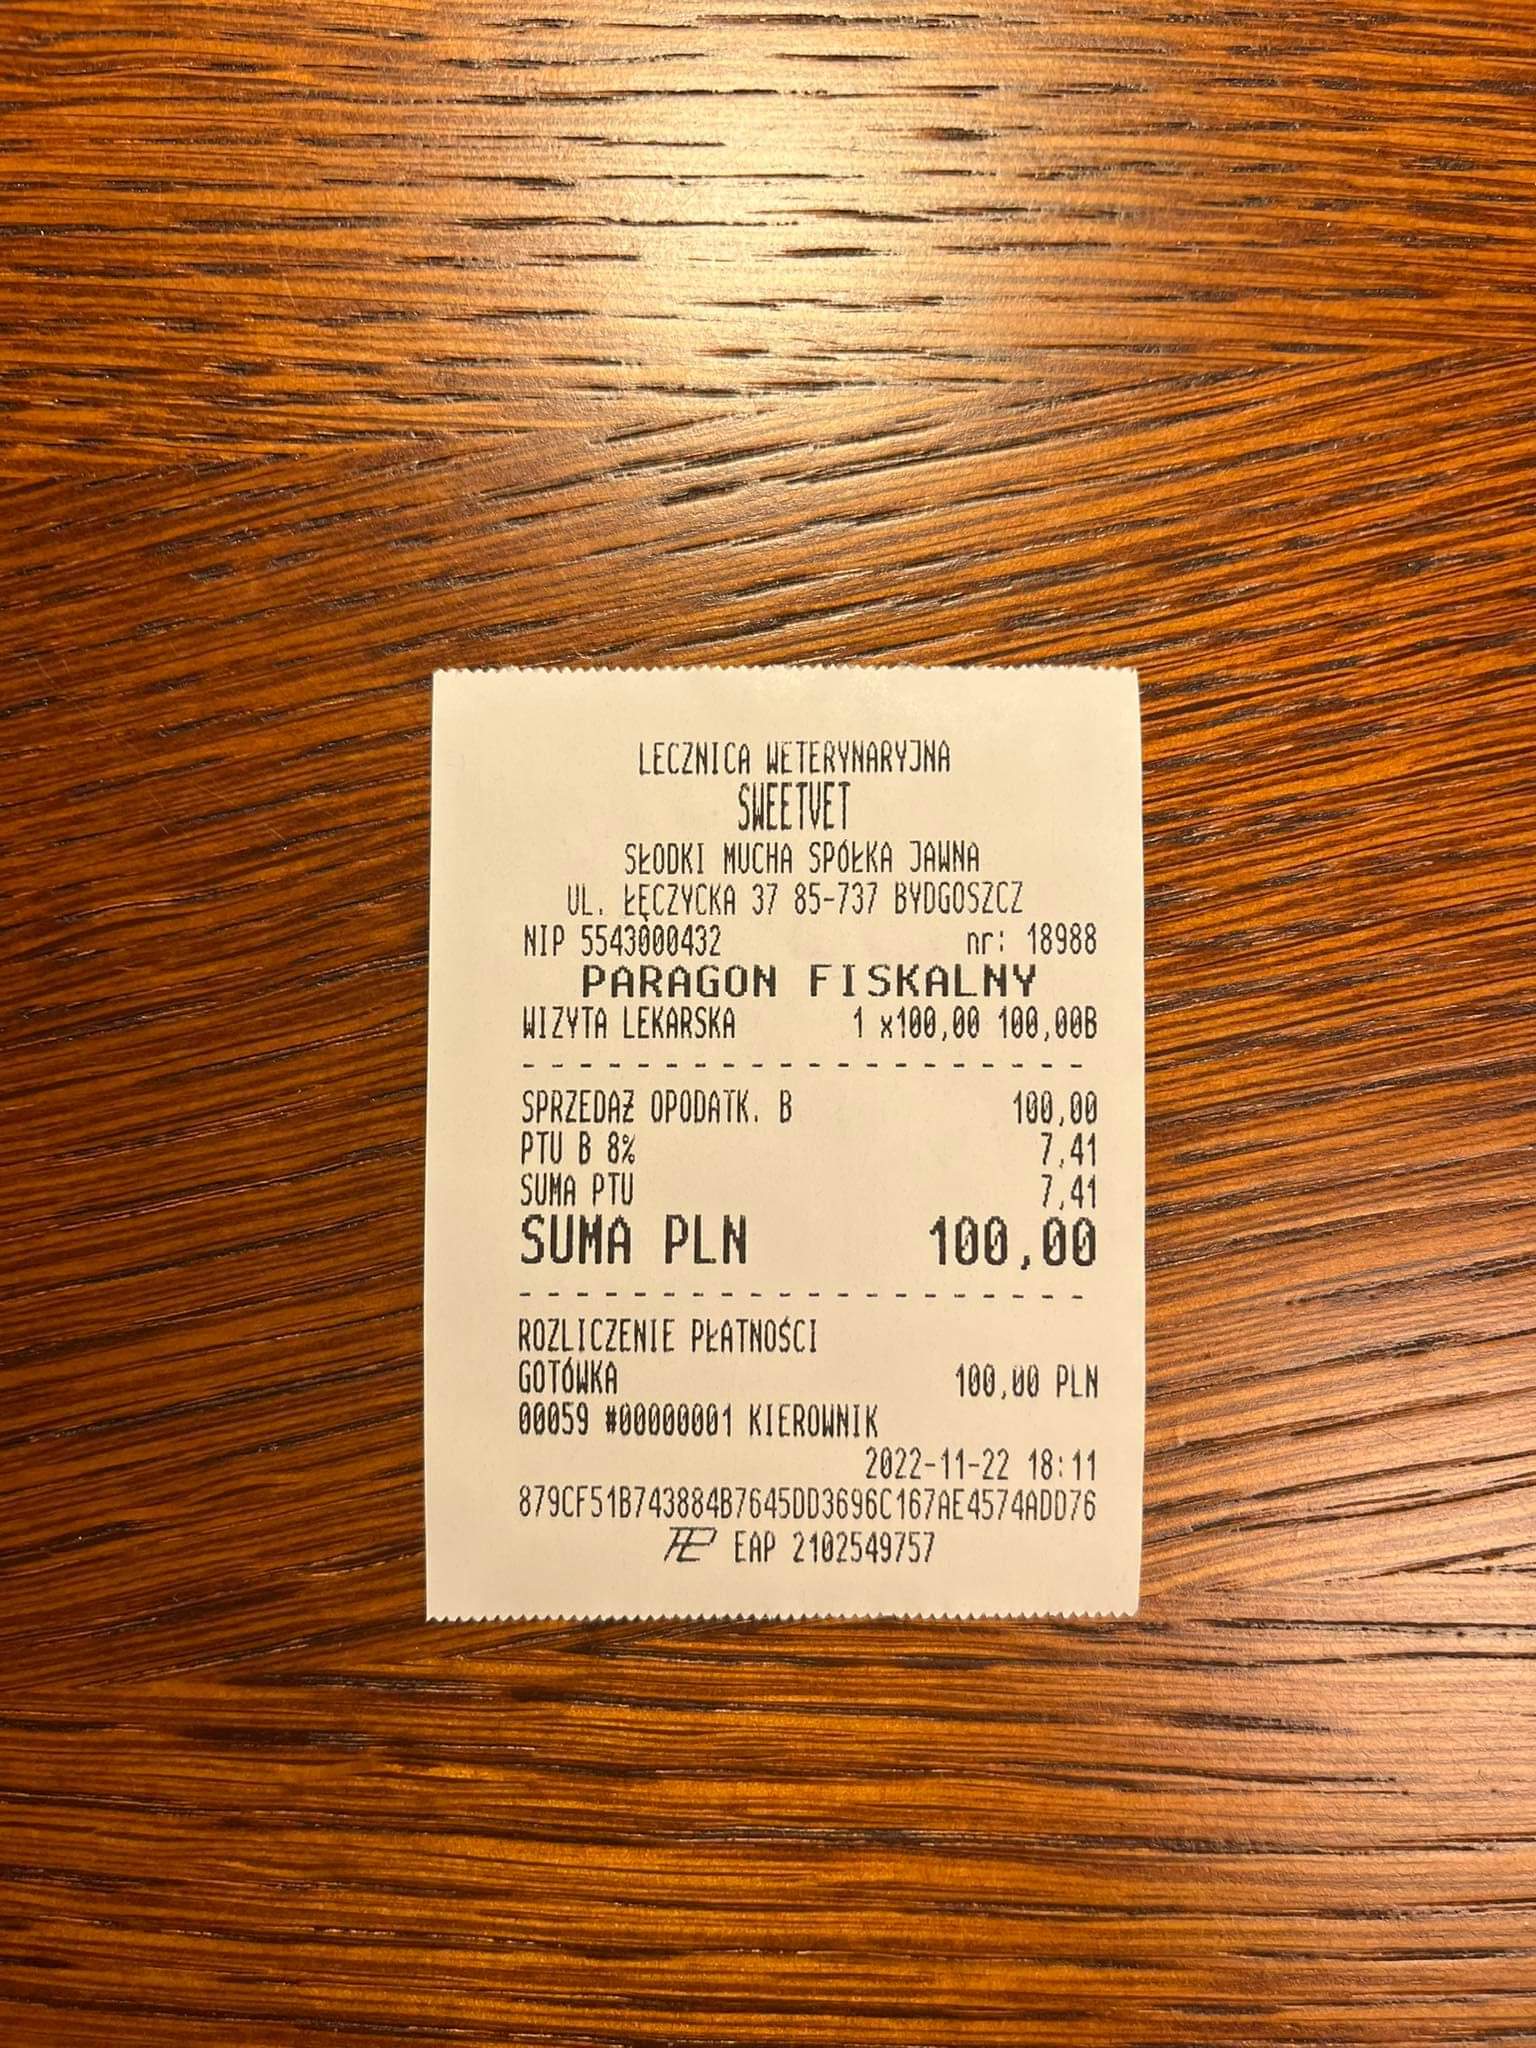 LECZNICA WETERYNARYJNA
SWEETVET
SŁODKI MUCHA SPÓŁKA JAWNA
UL. ŁĘCZYCKA 37 85-737 BYDGOSZCZ
NIP 5543000432 nr: 18988
PARAGON FISKALNY
WIZYTA LEKARSKA 1 x100,00 100,00B
- - - - - - - - - - - - - - - - - - - - -
SPRZEDAŻ OPODATK. B 100,00
PTU B 8% 7,41
SUMA PTU 7,41
SUMA PLN 100,00
- - - - - - - - - - - - - - - - - - - - -
ROZLICZENIE PŁATNOŚCI
GOTÓWKA 100,00 PLN
00059 #00000001 KIEROWNIK
2022-11-22 18:11
879CF51B743884B7645DD3696C167AE4574ADD76
EAP 2102549757